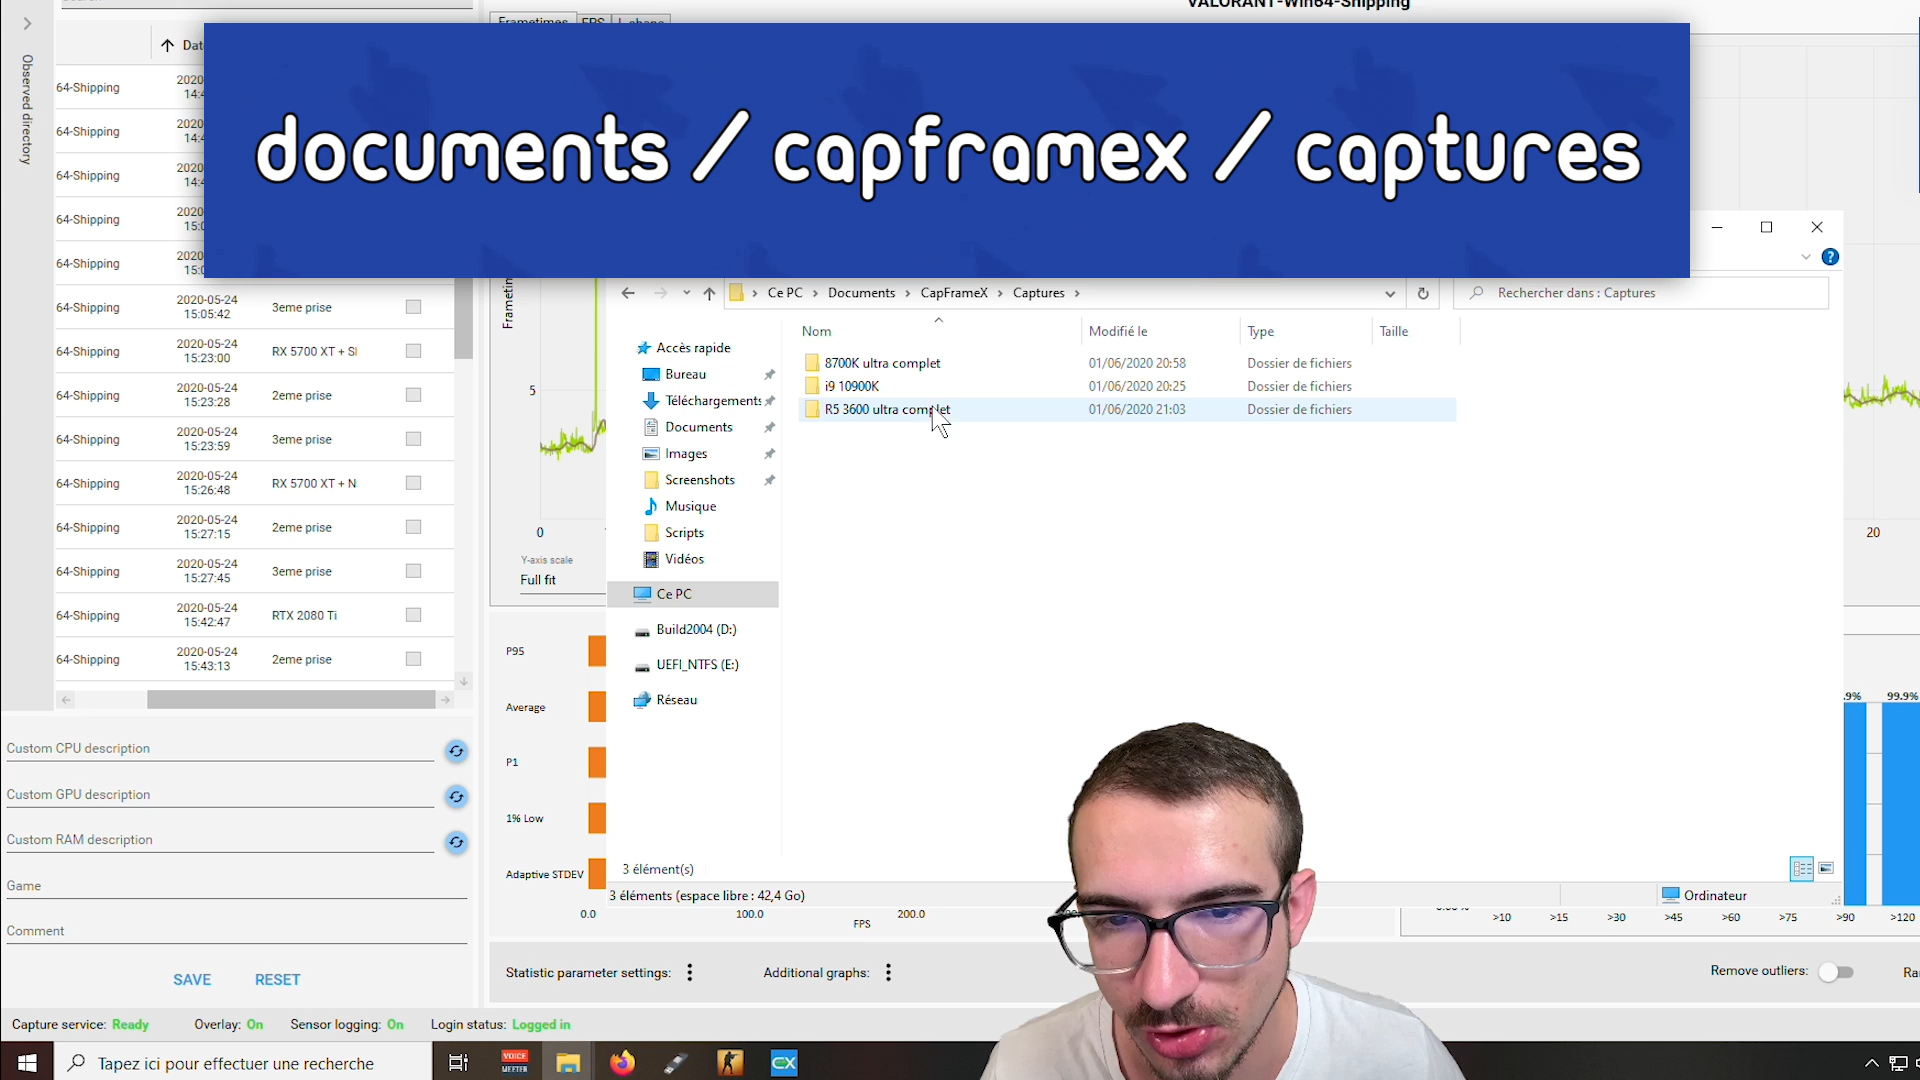 VALORANT-Win64-Shipping
Frametimes FPS L-shape
documents / capframex / captures
Observed directory
64-Shipping
64-Shipping
64-Shipping
64-Shipping
64-Shipping
64-Shipping 2020-05-24 15:05:42 3eme prise
64-Shipping 2020-05-24 15:23:00 RX 5700 XT + SI
64-Shipping 2020-05-24 15:23:28 2eme prise
64-Shipping 2020-05-24 15:23:59 3eme prise
64-Shipping 2020-05-24 15:26:48 RX 5700 XT + N
64-Shipping 2020-05-24 15:27:15 2eme prise
64-Shipping 2020-05-24 15:27:45 3eme prise
64-Shipping 2020-05-24 15:42:47 RTX 2080 Ti
64-Shipping 2020-05-24 15:43:13 2eme prise
Custom CPU description
Custom GPU description
Custom RAM description
Game
Comment
SAVE RESET
5
0
20
Y-axis scale
Full fit
P95
Average
P1
1% Low
Adaptive STDEV
0.0 100.0 200.0
FPS
Ce PC > Documents > CapFrameX > Captures >
Rechercher dans : Captures
Nom Modifié le Type Taille
8700K ultra complet 01/06/2020 20:58 Dossier de fichiers
i9 10900K 01/06/2020 20:25 Dossier de fichiers
R5 3600 ultra complet 01/06/2020 21:03 Dossier de fichiers
Accès rapide
Bureau
Téléchargements
Documents
Images
Screenshots
Musique
Scripts
Vidéos
Ce PC
Build2004 (D:)
UEFI_NTFS (E:)
Réseau
3 élément(s)
3 éléments (espace libre : 42,4 Go)
Ordinateur
99.9%
>10 >15 >30 >45 >60 >75 >90 >120
Statistic parameter settings: Additional graphs:
Remove outliers:
Capture service: Ready Overlay: On Sensor logging: On Login status: Logged in
Tapez ici pour effectuer une recherche
VOICE
MEETER
CX